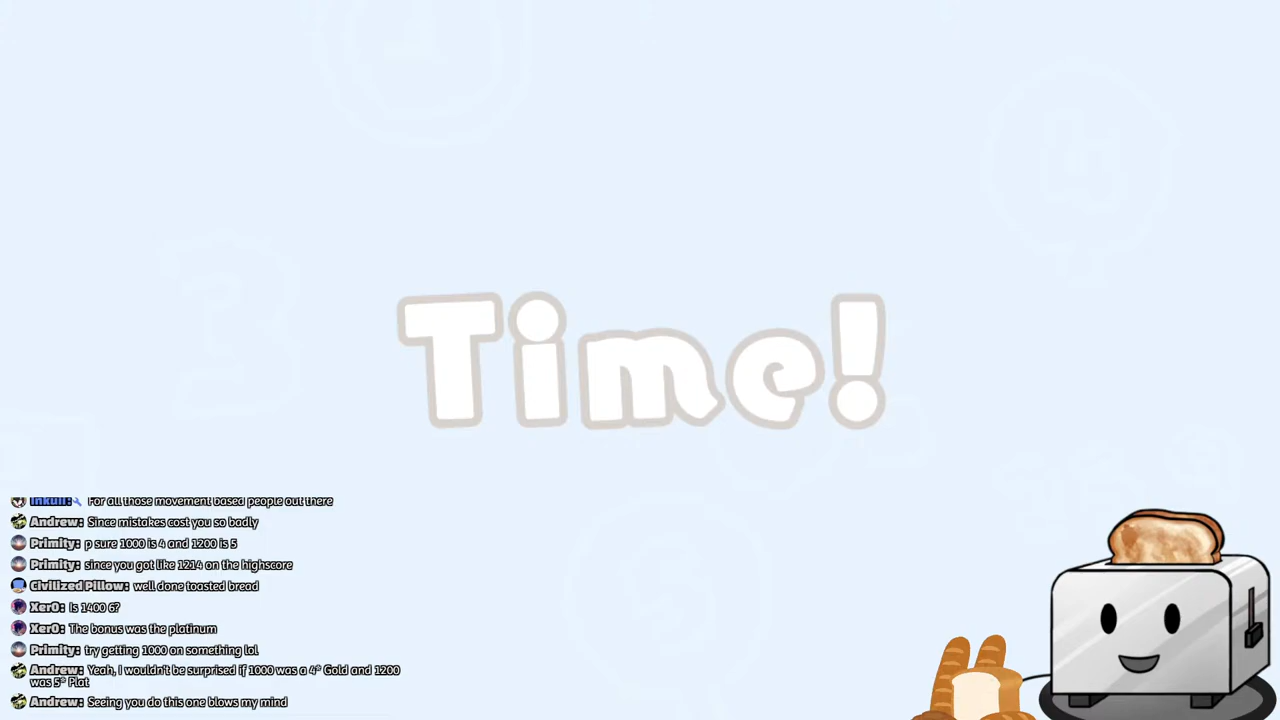 Time!
Inkull: For all those movement based people out there
Andrew: Since mistakes cost you so badly
Primity: p sure 1000 is 4 and 1200 is 5
Primity: since you got like 1214 on the highscore
Civilized Pillow: well done toasted bread
Xer0: Is 1400 6?
Xer0: The bonus was the platinum
Primity: try getting 1000 on something lol
Andrew: Yeah, I wouldn't be surprised if 1000 was a 4* Gold and 1200
was 5* Plat
Andrew: Seeing you do this one blows my mind